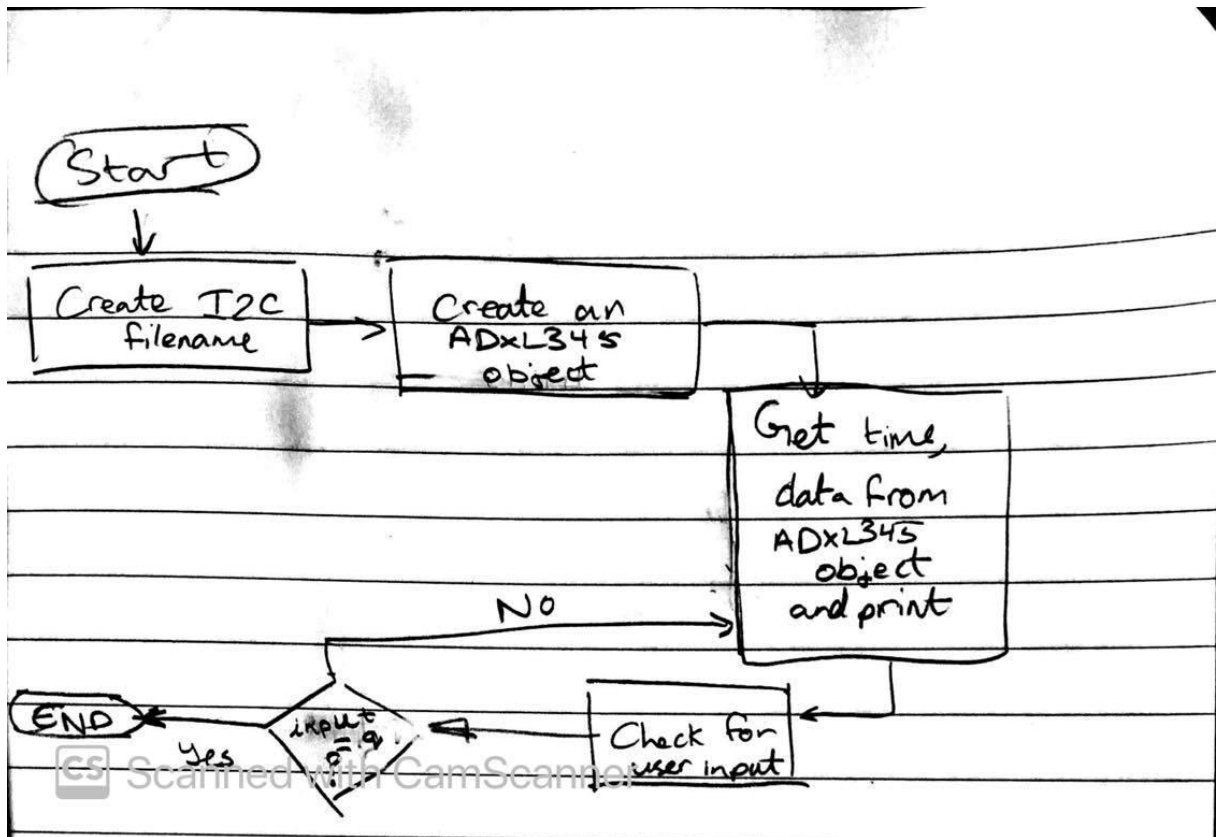 Start
Create I2C
filename
Create an
ADXL345
object
Get time,
data from
ADXL345
object
and print
Check for
user input
input
= q
?
No
Yes
END
CS Scanned with CamScanner